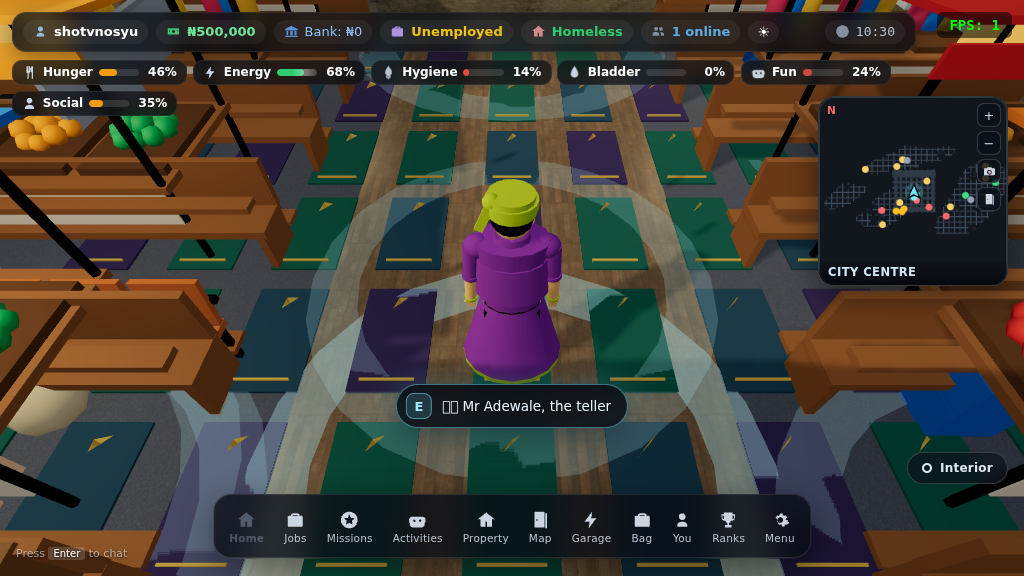 shotvnosyu
₦500,000
Bank: ₦0
Unemployed
Homeless
1 online
10:30
FPS: 1
Hunger 46%
Energy 68%
Hygiene 14%
Bladder 0%
Fun 24%
Social 35%
N
+
−
CITY CENTRE
E Mr Adewale, the teller
Interior
Home
Jobs
Missions
Activities
Property
Map
Garage
Bag
You
Ranks
Menu
Press Enter to chat